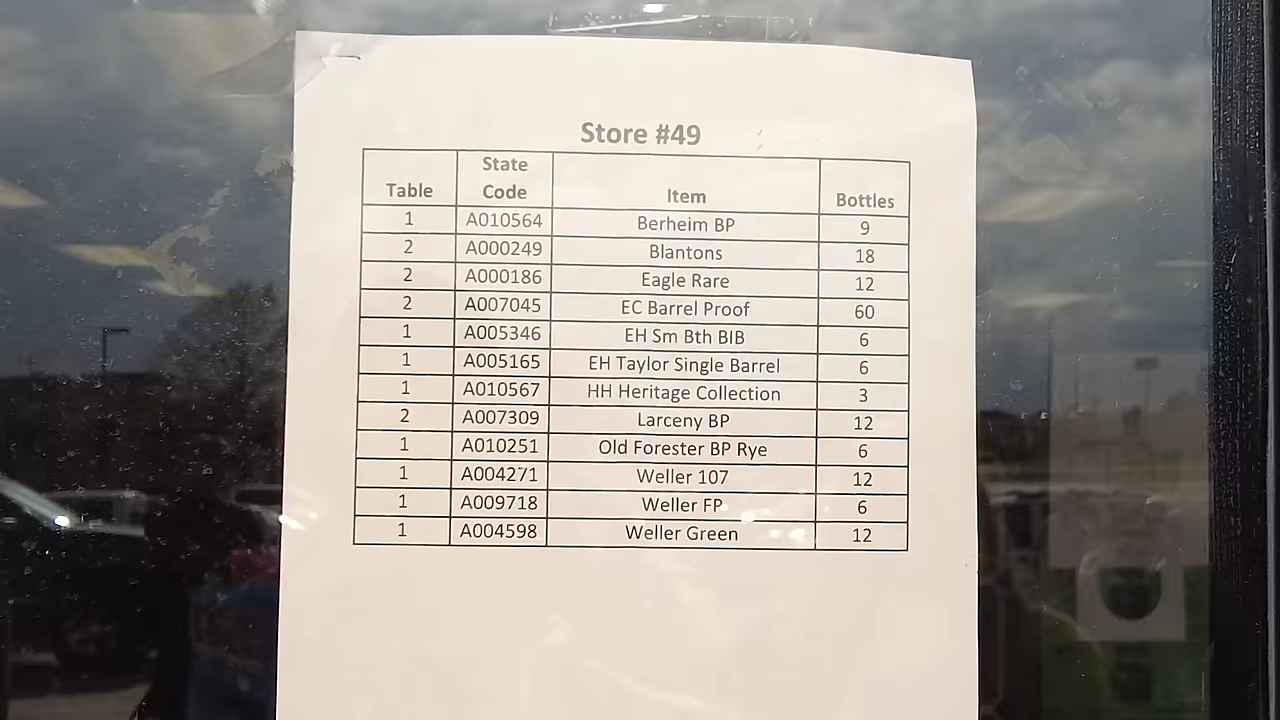 Store #49
Table State Code Item Bottles
1 A010564 Berheim BP 9
2 A000249 Blantons 18
2 A000186 Eagle Rare 12
2 A007045 EC Barrel Proof 60
1 A005346 EH Sm Bth BIB 6
1 A005165 EH Taylor Single Barrel 6
1 A010567 HH Heritage Collection 3
2 A007309 Larceny BP 12
1 A010251 Old Forester BP Rye 6
1 A004271 Weller 107 12
1 A009718 Weller FP 6
1 A004598 Weller Green 12